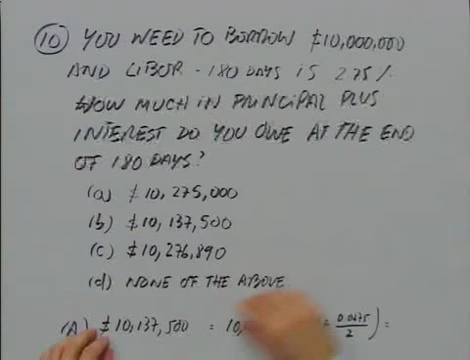 (10) YOU NEED TO BORROW $10,000,000
AND LIBOR - 180 DAYS IS 2.75%.
HOW MUCH IN PRINCIPAL PLUS
INTEREST DO YOU OWE AT THE END
OF 180 DAYS?
(a) $10,275,000
(b) $10,137,500
(c) $10,276,890
(d) NONE OF THE ABOVE
(A) $10,137,500 = 10, + 0.0275/2) =